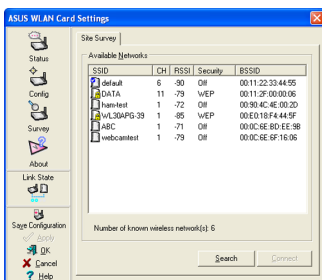 ASUS WLAN Card Settings
Status
Config
Survey
About
Link State
Save Configuration
Apply
OK
Cancel
Help
Site Survey
Available Networks
SSID CH RSSI Security BSSID
default 6 -90 Off 00:11:22:33:44:55
DATA 11 -79 WEP 00:11:2F:00:00:06
ham-test 1 -72 Off 00:90:4C:4E:00:2D
WL30APG-39 1 -85 WEP 00:E0:18:F4:44:5F
ABC 1 -71 Off 00:0C:6E:BD:EE:9B
webcamtest 1 -79 Off 00:0C:6E:6F:16:06
Number of known wireless network(s): 6
Search Connect